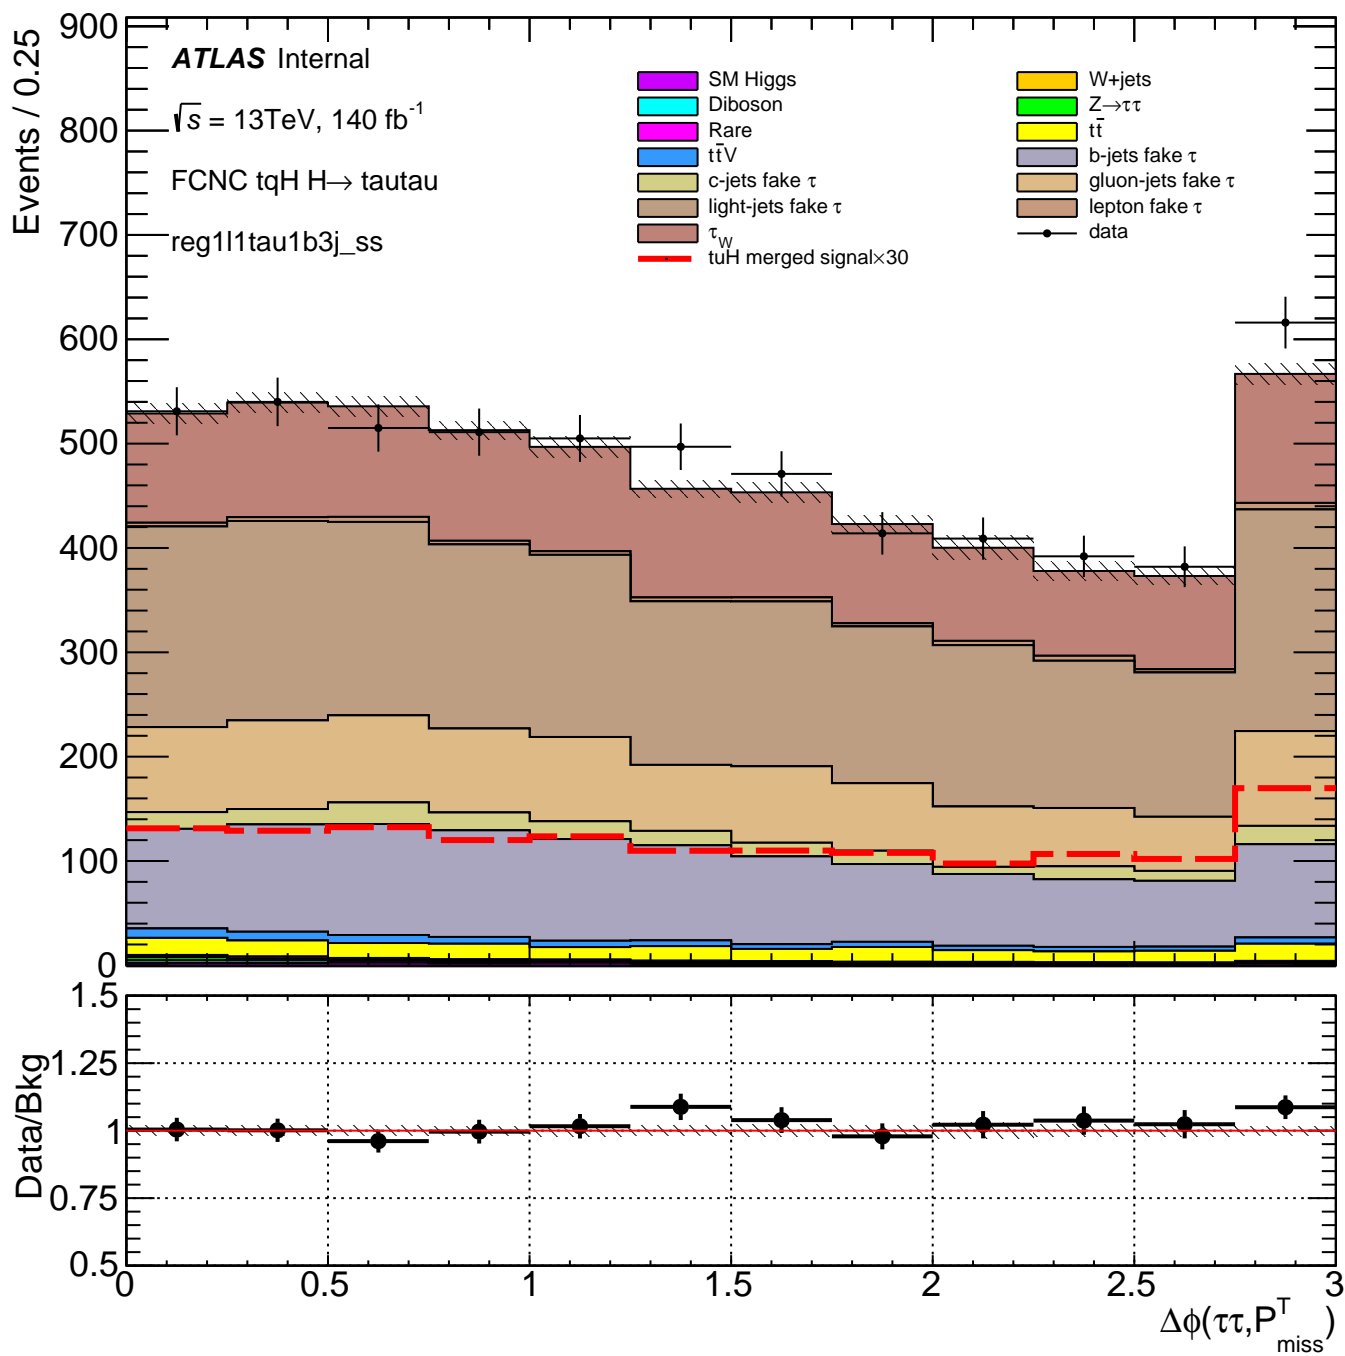 Events / 0.25
900
800
700
600
500
400
300
200
100
0
ATLAS Internal
√s = 13TeV, 140 fb⁻¹
FCNC tqH H→ tautau
reg1l1tau1b3j_ss
SM Higgs
Diboson
Rare
tt̄V
c-jets fake τ
light-jets fake τ
τ_W
tuH merged signal×30
W+jets
Z→ττ
tt̄
b-jets fake τ
gluon-jets fake τ
lepton fake τ
data
Data/Bkg
1.5
1.25
1
0.75
0.5
0 0.5 1 1.5 2 2.5 3
Δϕ(ττ,P^T_miss)